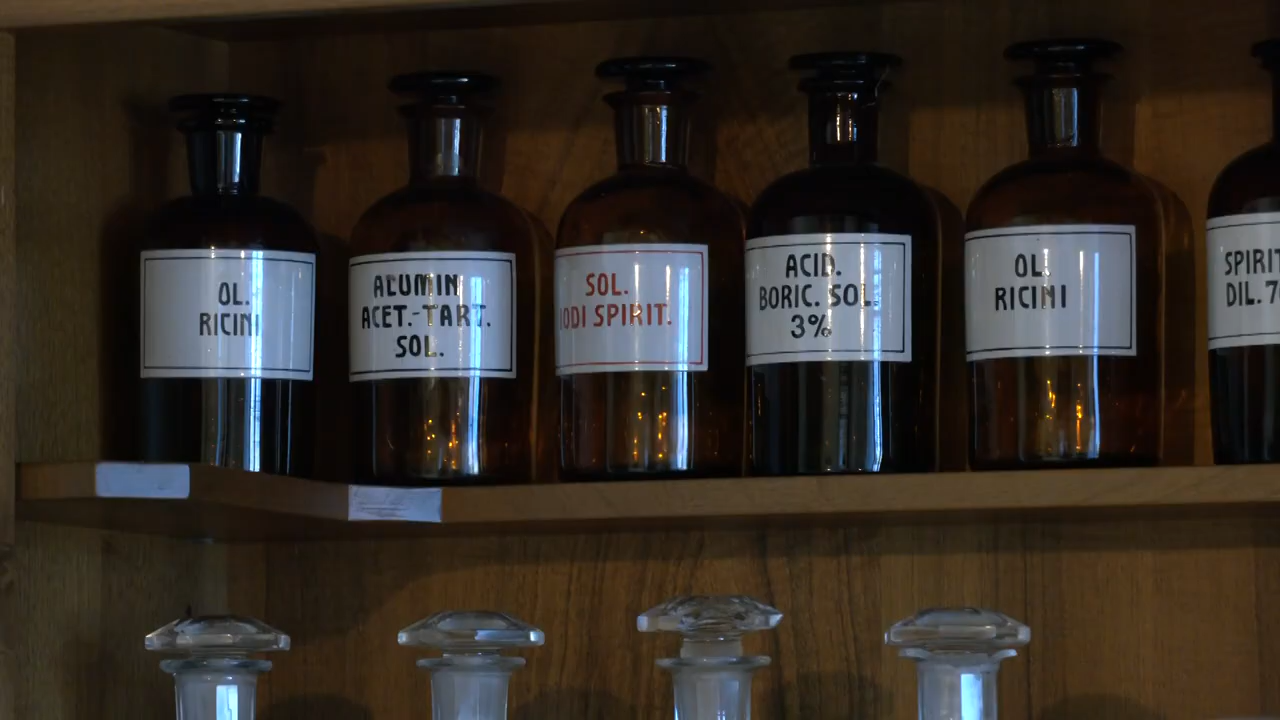 OL.
RICINI
ALUMIN
ACET.-TART.
SOL.
SOL.
IODI SPIRIT.
ACID.
BORIC. SOL.
3%
OL.
RICINI
SPIRIT
DIL.7